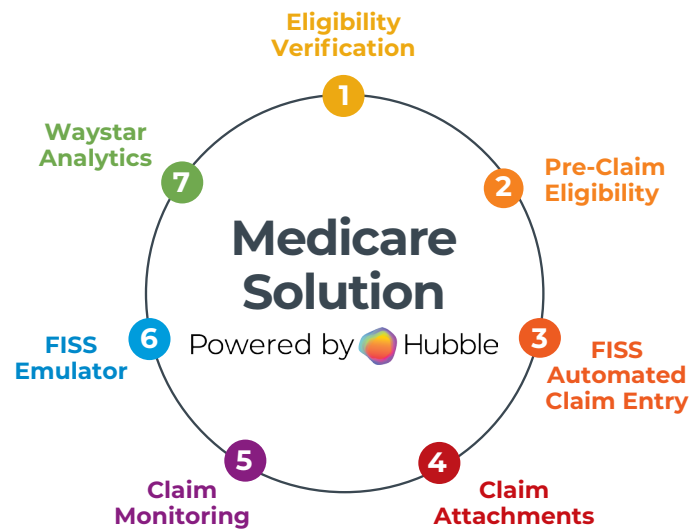 Eligibility
Verification
1
2
Pre-Claim
Eligibility
3
FISS
Automated
Claim Entry
4
Claim
Attachments
5
Claim
Monitoring
6
FISS
Emulator
7
Waystar
Analytics
Medicare
Solution
Powered by Hubble